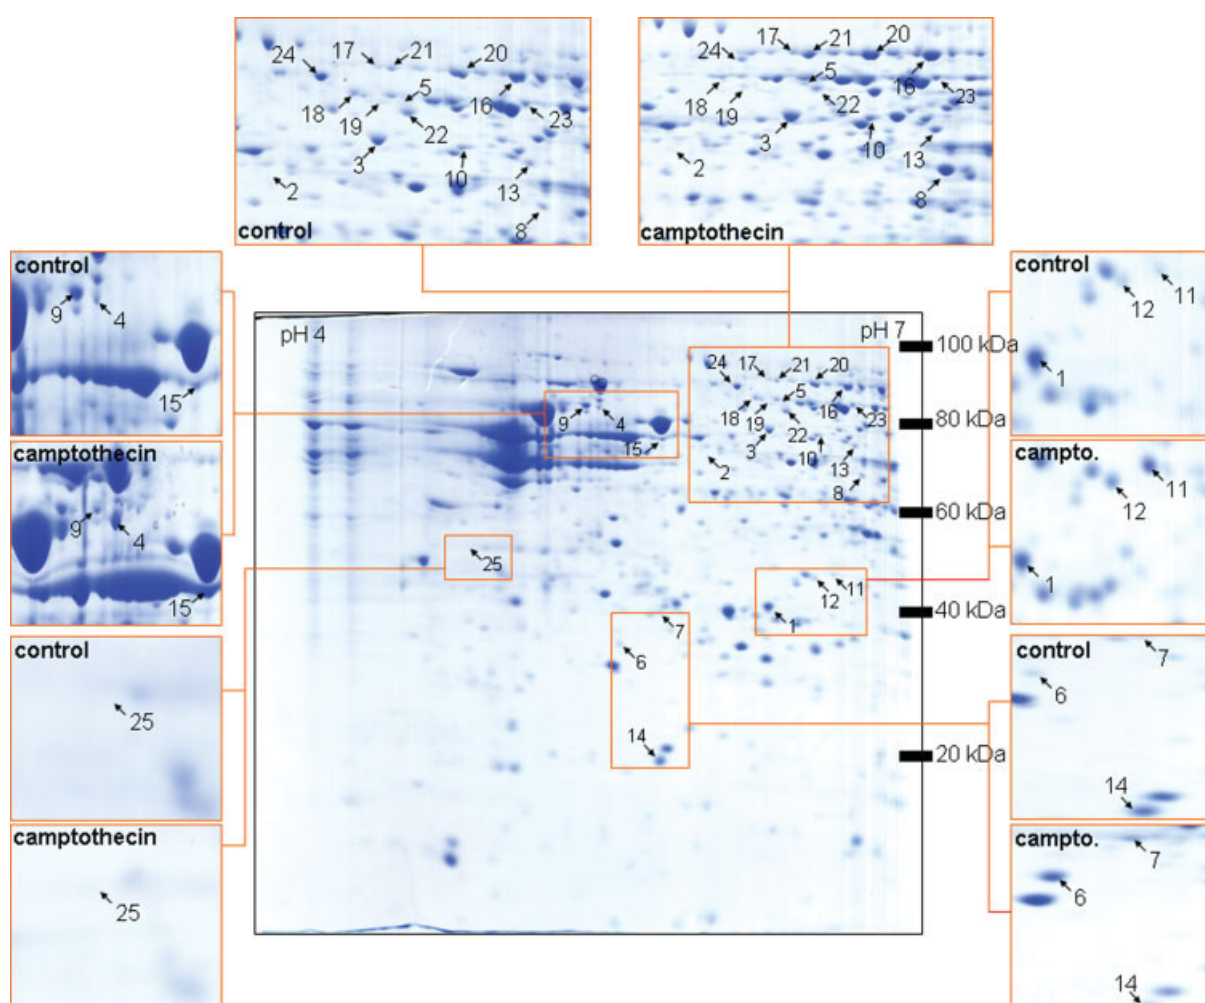 17 21 20
24
5
16
18 19 22 23
3
10 13
2
8
control
17 21 20
24
5
16
18 19 22 23
3
10 13
2
8
camptothecin
control
9 4
15
camptothecin
9 4
15
control
25
camptothecin
25
pH 4 pH 7
100 kDa
80 kDa
60 kDa
40 kDa
20 kDa
24 17 21 20
5
18 19 16 23
22
3
10 13
2
8
9 4
15
25
12 11
1
7
6
14
control
11
12
1
campto.
11
12
1
control
7
6
14
campto.
7
6
14